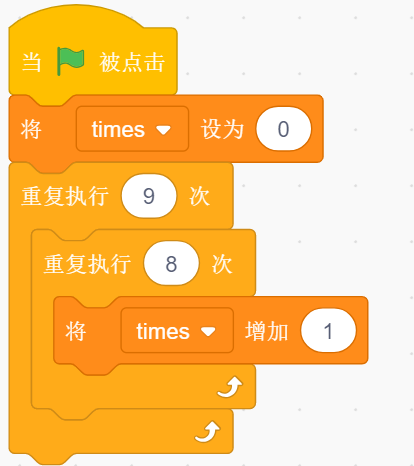 当 被点击
将 times 设为 0
重复执行 9 次
重复执行 8 次
将 times 增加 1